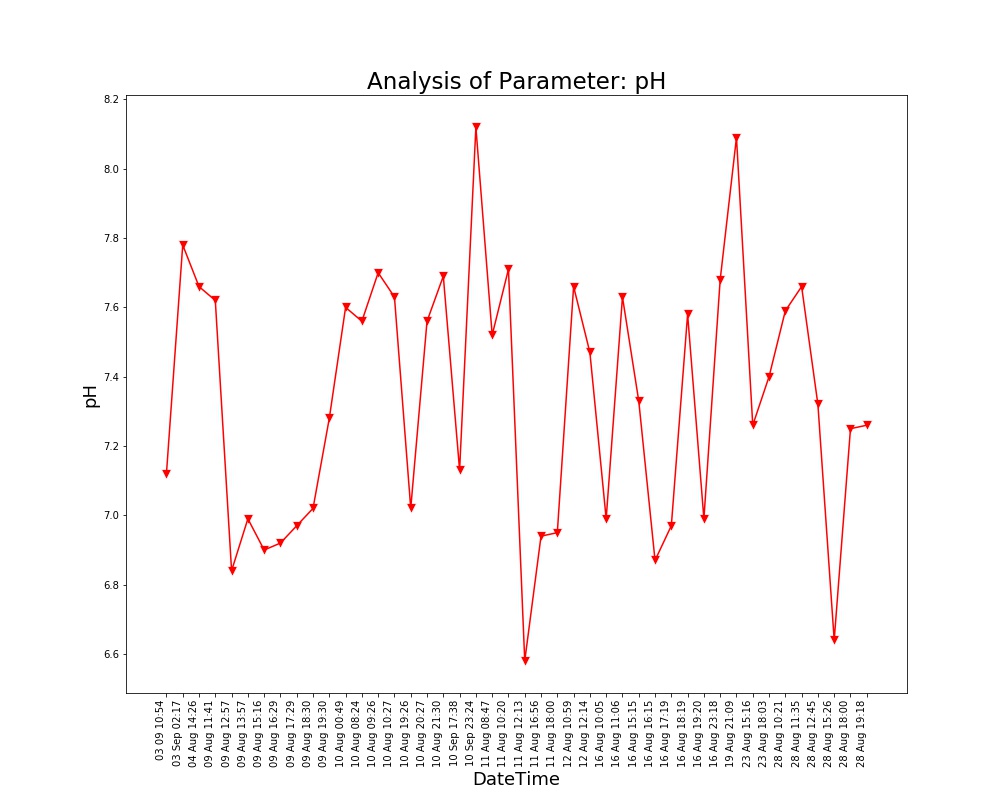 Analysis of Parameter: pH
8.2
8.0
7.8
7.6
7.4
7.2
7.0
6.8
6.6
pH
03 09 10:54
03 Sep 02:17
04 Aug 14:26
09 Aug 11:41
09 Aug 12:57
09 Aug 13:57
09 Aug 15:16
09 Aug 16:29
09 Aug 17:29
09 Aug 18:30
09 Aug 19:30
10 Aug 00:49
10 Aug 08:24
10 Aug 09:26
10 Aug 10:27
10 Aug 19:26
10 Aug 20:27
10 Aug 21:30
10 Sep 17:38
10 Sep 23:24
11 Aug 08:47
11 Aug 10:20
11 Aug 12:13
11 Aug 16:56
11 Aug 18:00
12 Aug 10:59
12 Aug 12:14
16 Aug 10:05
16 Aug 11:06
16 Aug 15:15
16 Aug 16:15
16 Aug 17:19
16 Aug 18:19
16 Aug 19:20
16 Aug 23:18
19 Aug 21:09
23 Aug 15:16
23 Aug 18:03
28 Aug 10:21
28 Aug 11:35
28 Aug 12:45
28 Aug 15:26
28 Aug 18:00
28 Aug 19:18
DateTime